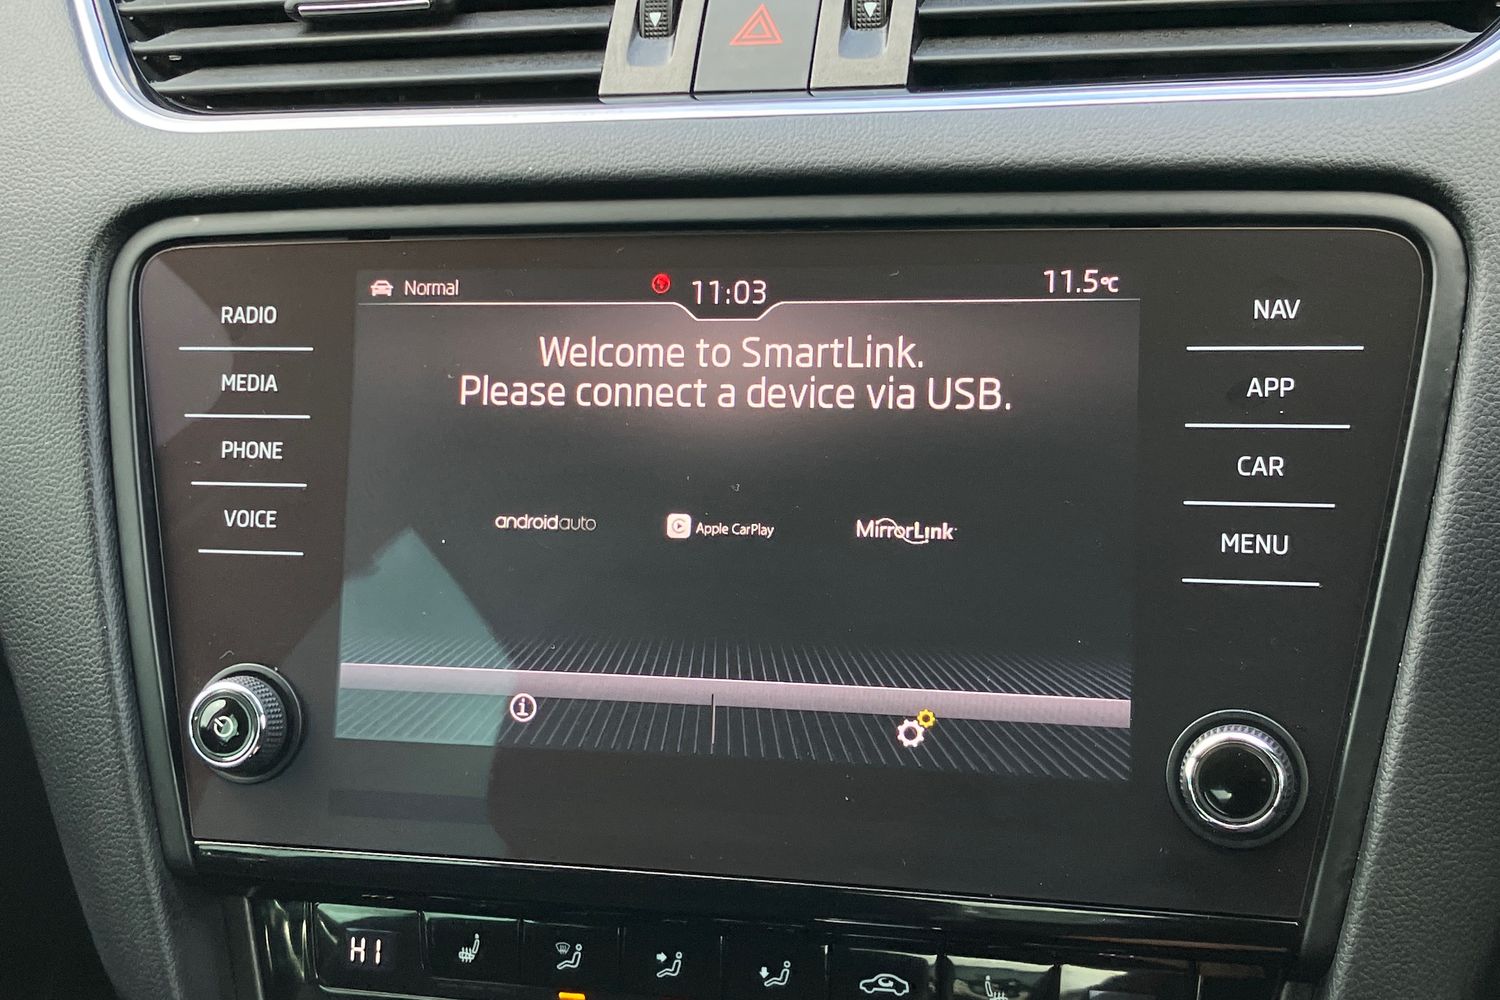 Normal
11:03
11.5°C
RADIO
MEDIA
PHONE
VOICE
Welcome to SmartLink.
Please connect a device via USB.
androidauto
Apple CarPlay
MirrorLink
NAV
APP
CAR
MENU
HI